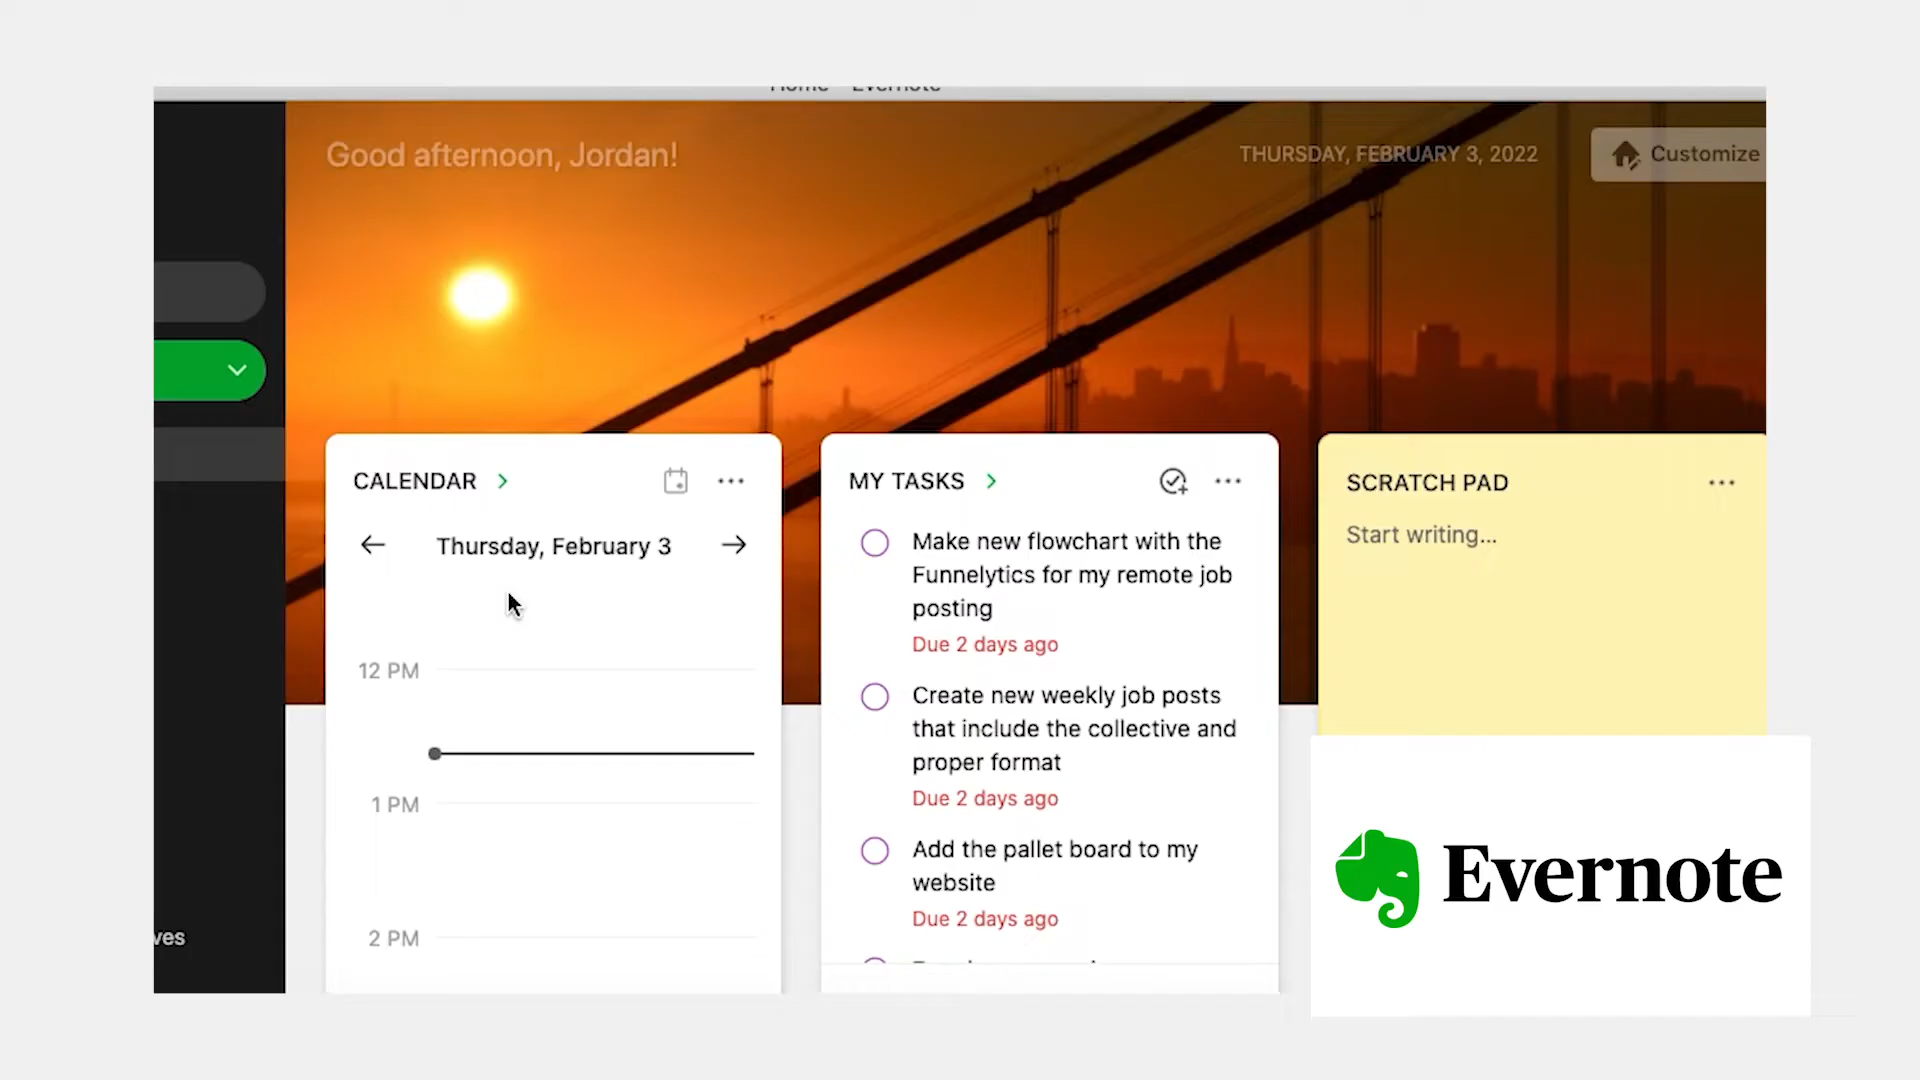 Home – Evernote
Good afternoon, Jordan!
THURSDAY, FEBRUARY 3, 2022
Customize
CALENDAR
Thursday, February 3
12 PM
1 PM
2 PM
MY TASKS
Make new flowchart with the
Funnelytics for my remote job
posting
Due 2 days ago
Create new weekly job posts
that include the collective and
proper format
Due 2 days ago
Add the pallet board to my
website
Due 2 days ago
SCRATCH PAD
Start writing...
ves
Evernote